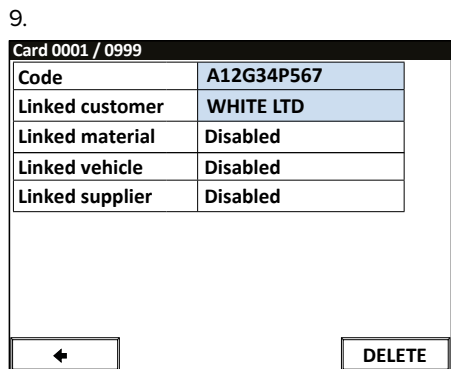 9.
Card 0001 / 0999
Code A12G34P567
Linked customer WHITE LTD
Linked material Disabled
Linked vehicle Disabled
Linked supplier Disabled
DELETE